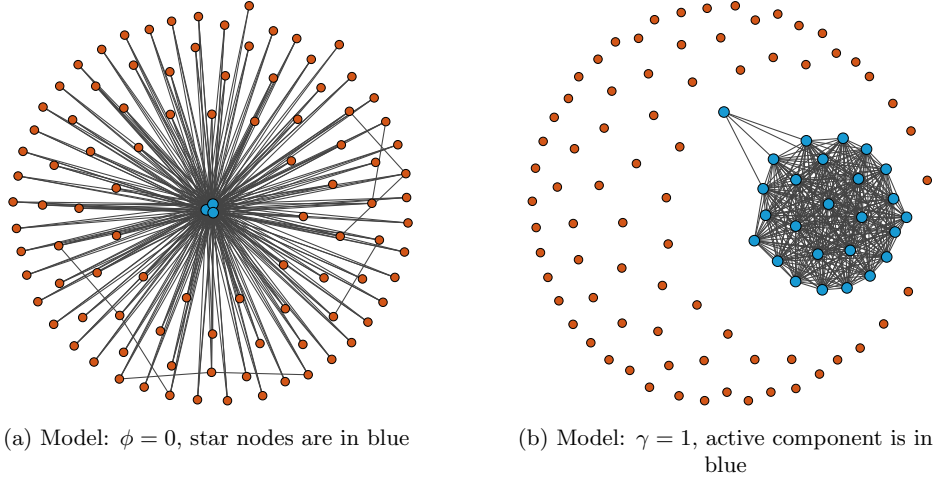 (a) Model: ϕ = 0, star nodes are in blue
(b) Model: γ = 1, active component is in
blue